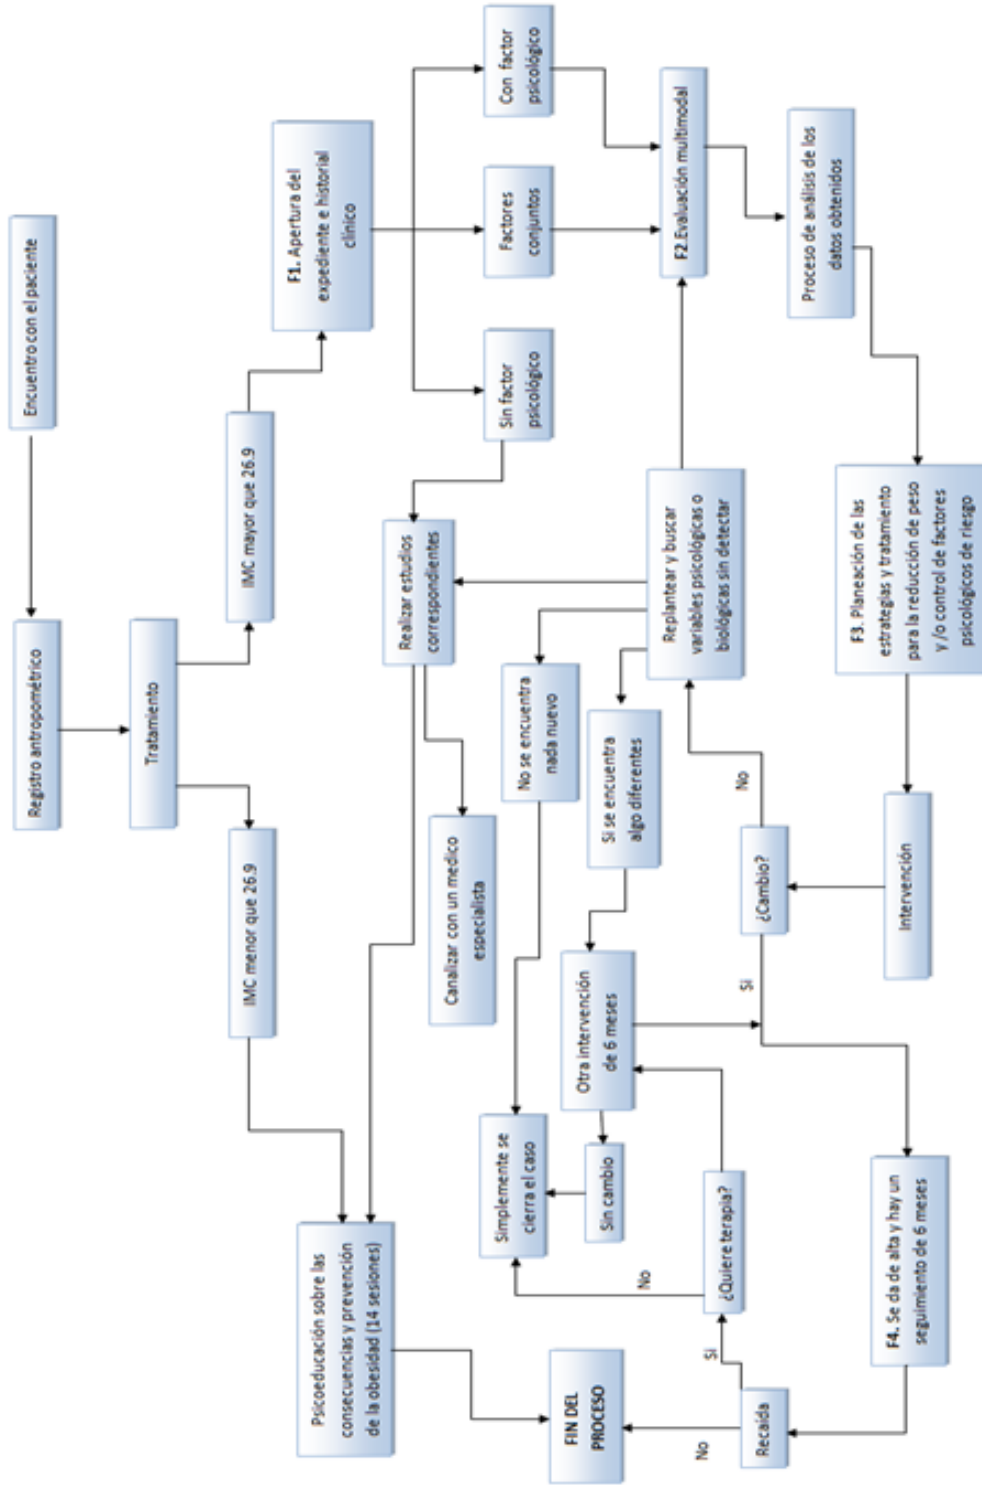 Encuentro con el paciente
Registro antropométrico
Tratamiento
IMC menor que 26.9
IMC mayor que 26.9
F1. Apertura del
expediente e historial
clínico
Psicoeducación sobre las
consecuencias y prevención
de la obesidad (14 sesiones)
Realizar estudios
correspondientes
Sin factor
psicológico
Factores
conjuntos
Con factor
psicológico
Canalizar con un medico
especialista
Simplemente se
cierra el caso
No se encuentra
nada nuevo
FIN DEL
PROCESO
Sin cambio
Otra intervención
de 6 meses
Si se encuentra
algo diferentes
Replantear y buscar
variables psicológicas o
biológicas sin detectar
F2.Evaluación multimodal
No
¿Quiere terapia?
Si
No
Recaída
Si
¿Cambio?
No
Proceso de análisis de los
datos obtenidos
F4. Se da de alta y hay un
seguimiento de 6 meses
Intervención
F3. Planeación de las
estrategias y tratamiento
para la reducción de peso
y /o control de factores
psicológicos de riesgo